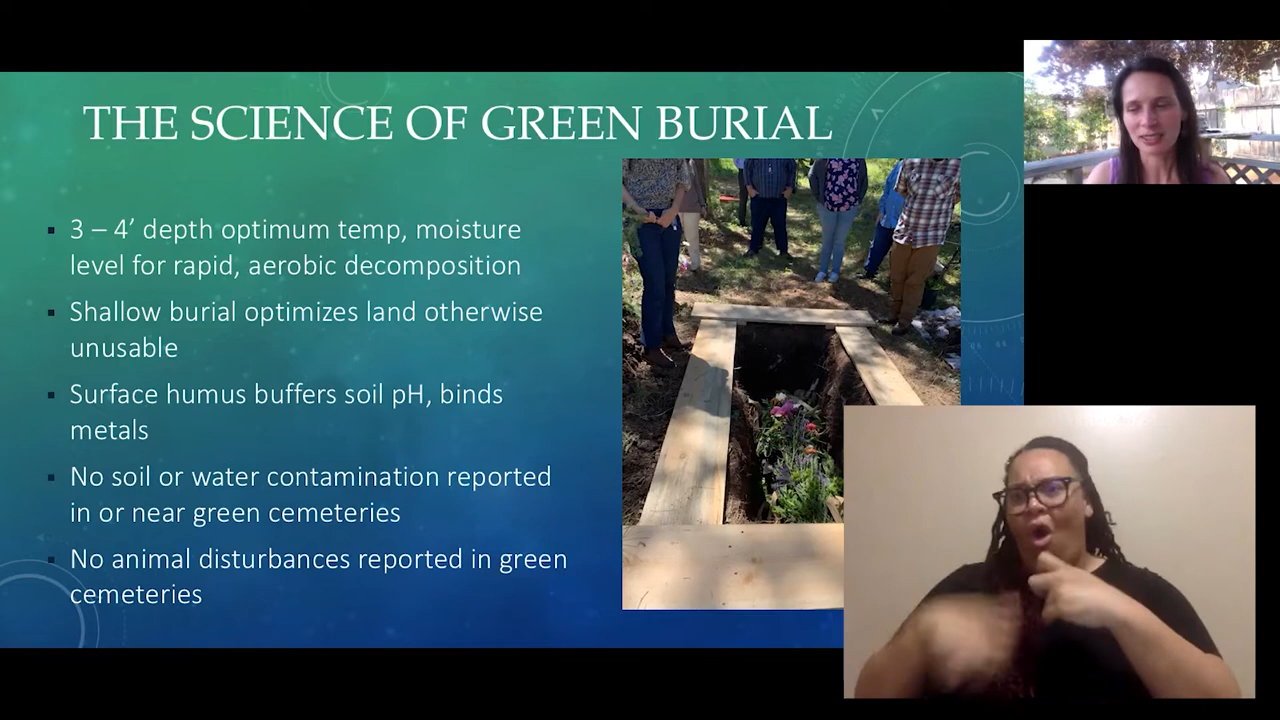 THE SCIENCE OF GREEN BURIAL
▪ 3 – 4’ depth optimum temp, moisture
level for rapid, aerobic decomposition
▪ Shallow burial optimizes land otherwise
unusable
▪ Surface humus buffers soil pH, binds
metals
▪ No soil or water contamination reported
in or near green cemeteries
▪ No animal disturbances reported in green
cemeteries